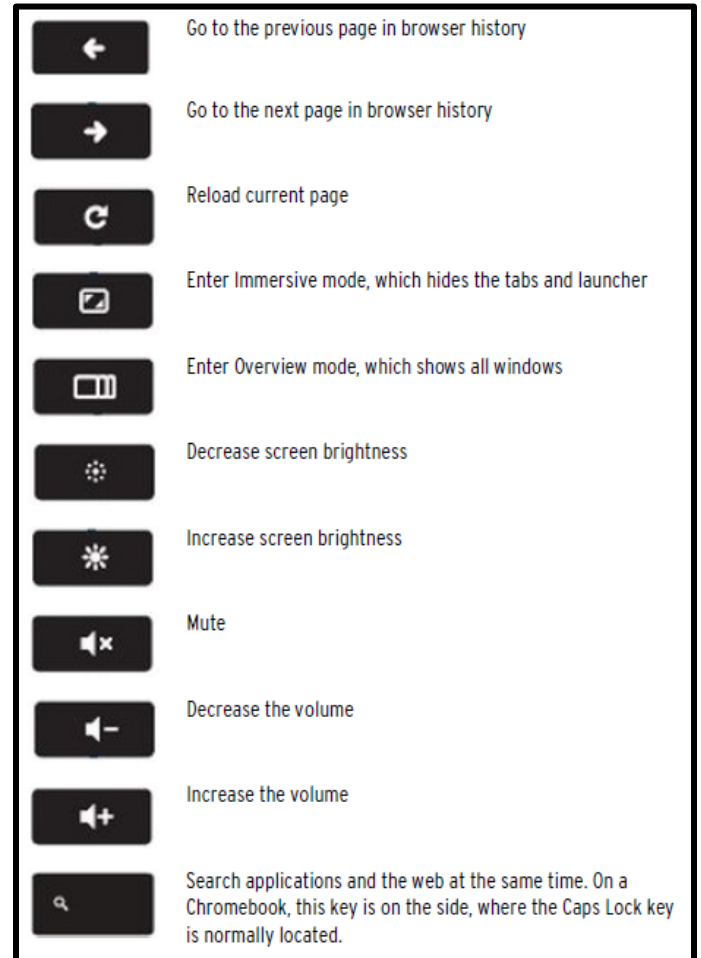 Go to the previous page in browser history
Go to the next page in browser history
Reload current page
Enter Immersive mode, which hides the tabs and launcher
Enter Overview mode, which shows all windows
Decrease screen brightness
Increase screen brightness
Mute
Decrease the volume
Increase the volume
Search applications and the web at the same time. On a
Chromebook, this key is on the side, where the Caps Lock key
is normally located.